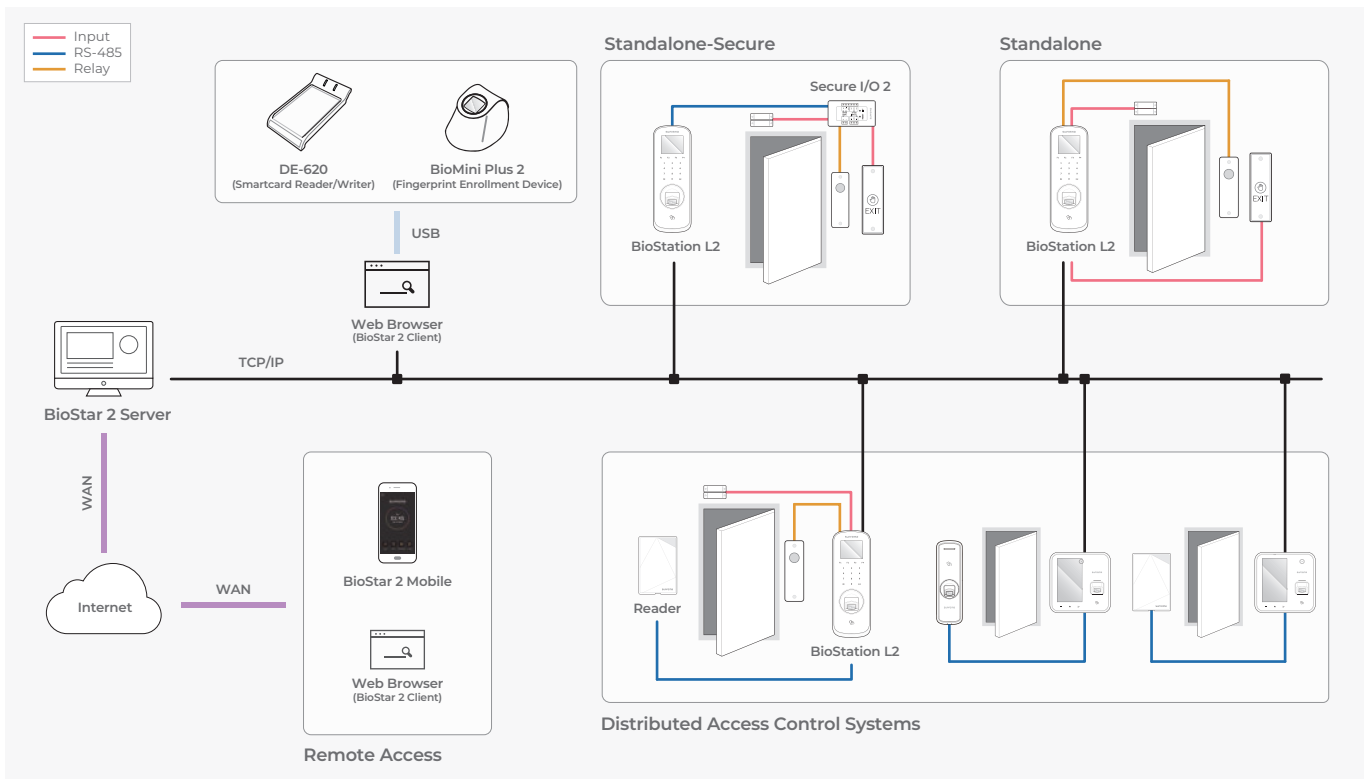 Input
RS-485
Relay
Standalone-Secure
Standalone
Secure I/O 2
DE-620
(Smartcard Reader/Writer)
BioMini Plus 2
(Fingerprint Enrollment Device)
EXIT
EXIT
BioStation L2
BioStation L2
USB
Web Browser
(BioStar 2 Client)
TCP/IP
BioStar 2 Server
WAN
WAN
Internet
BioStar 2 Mobile
Web Browser
(BioStar 2 Client)
Remote Access
Reader
BioStation L2
Distributed Access Control Systems